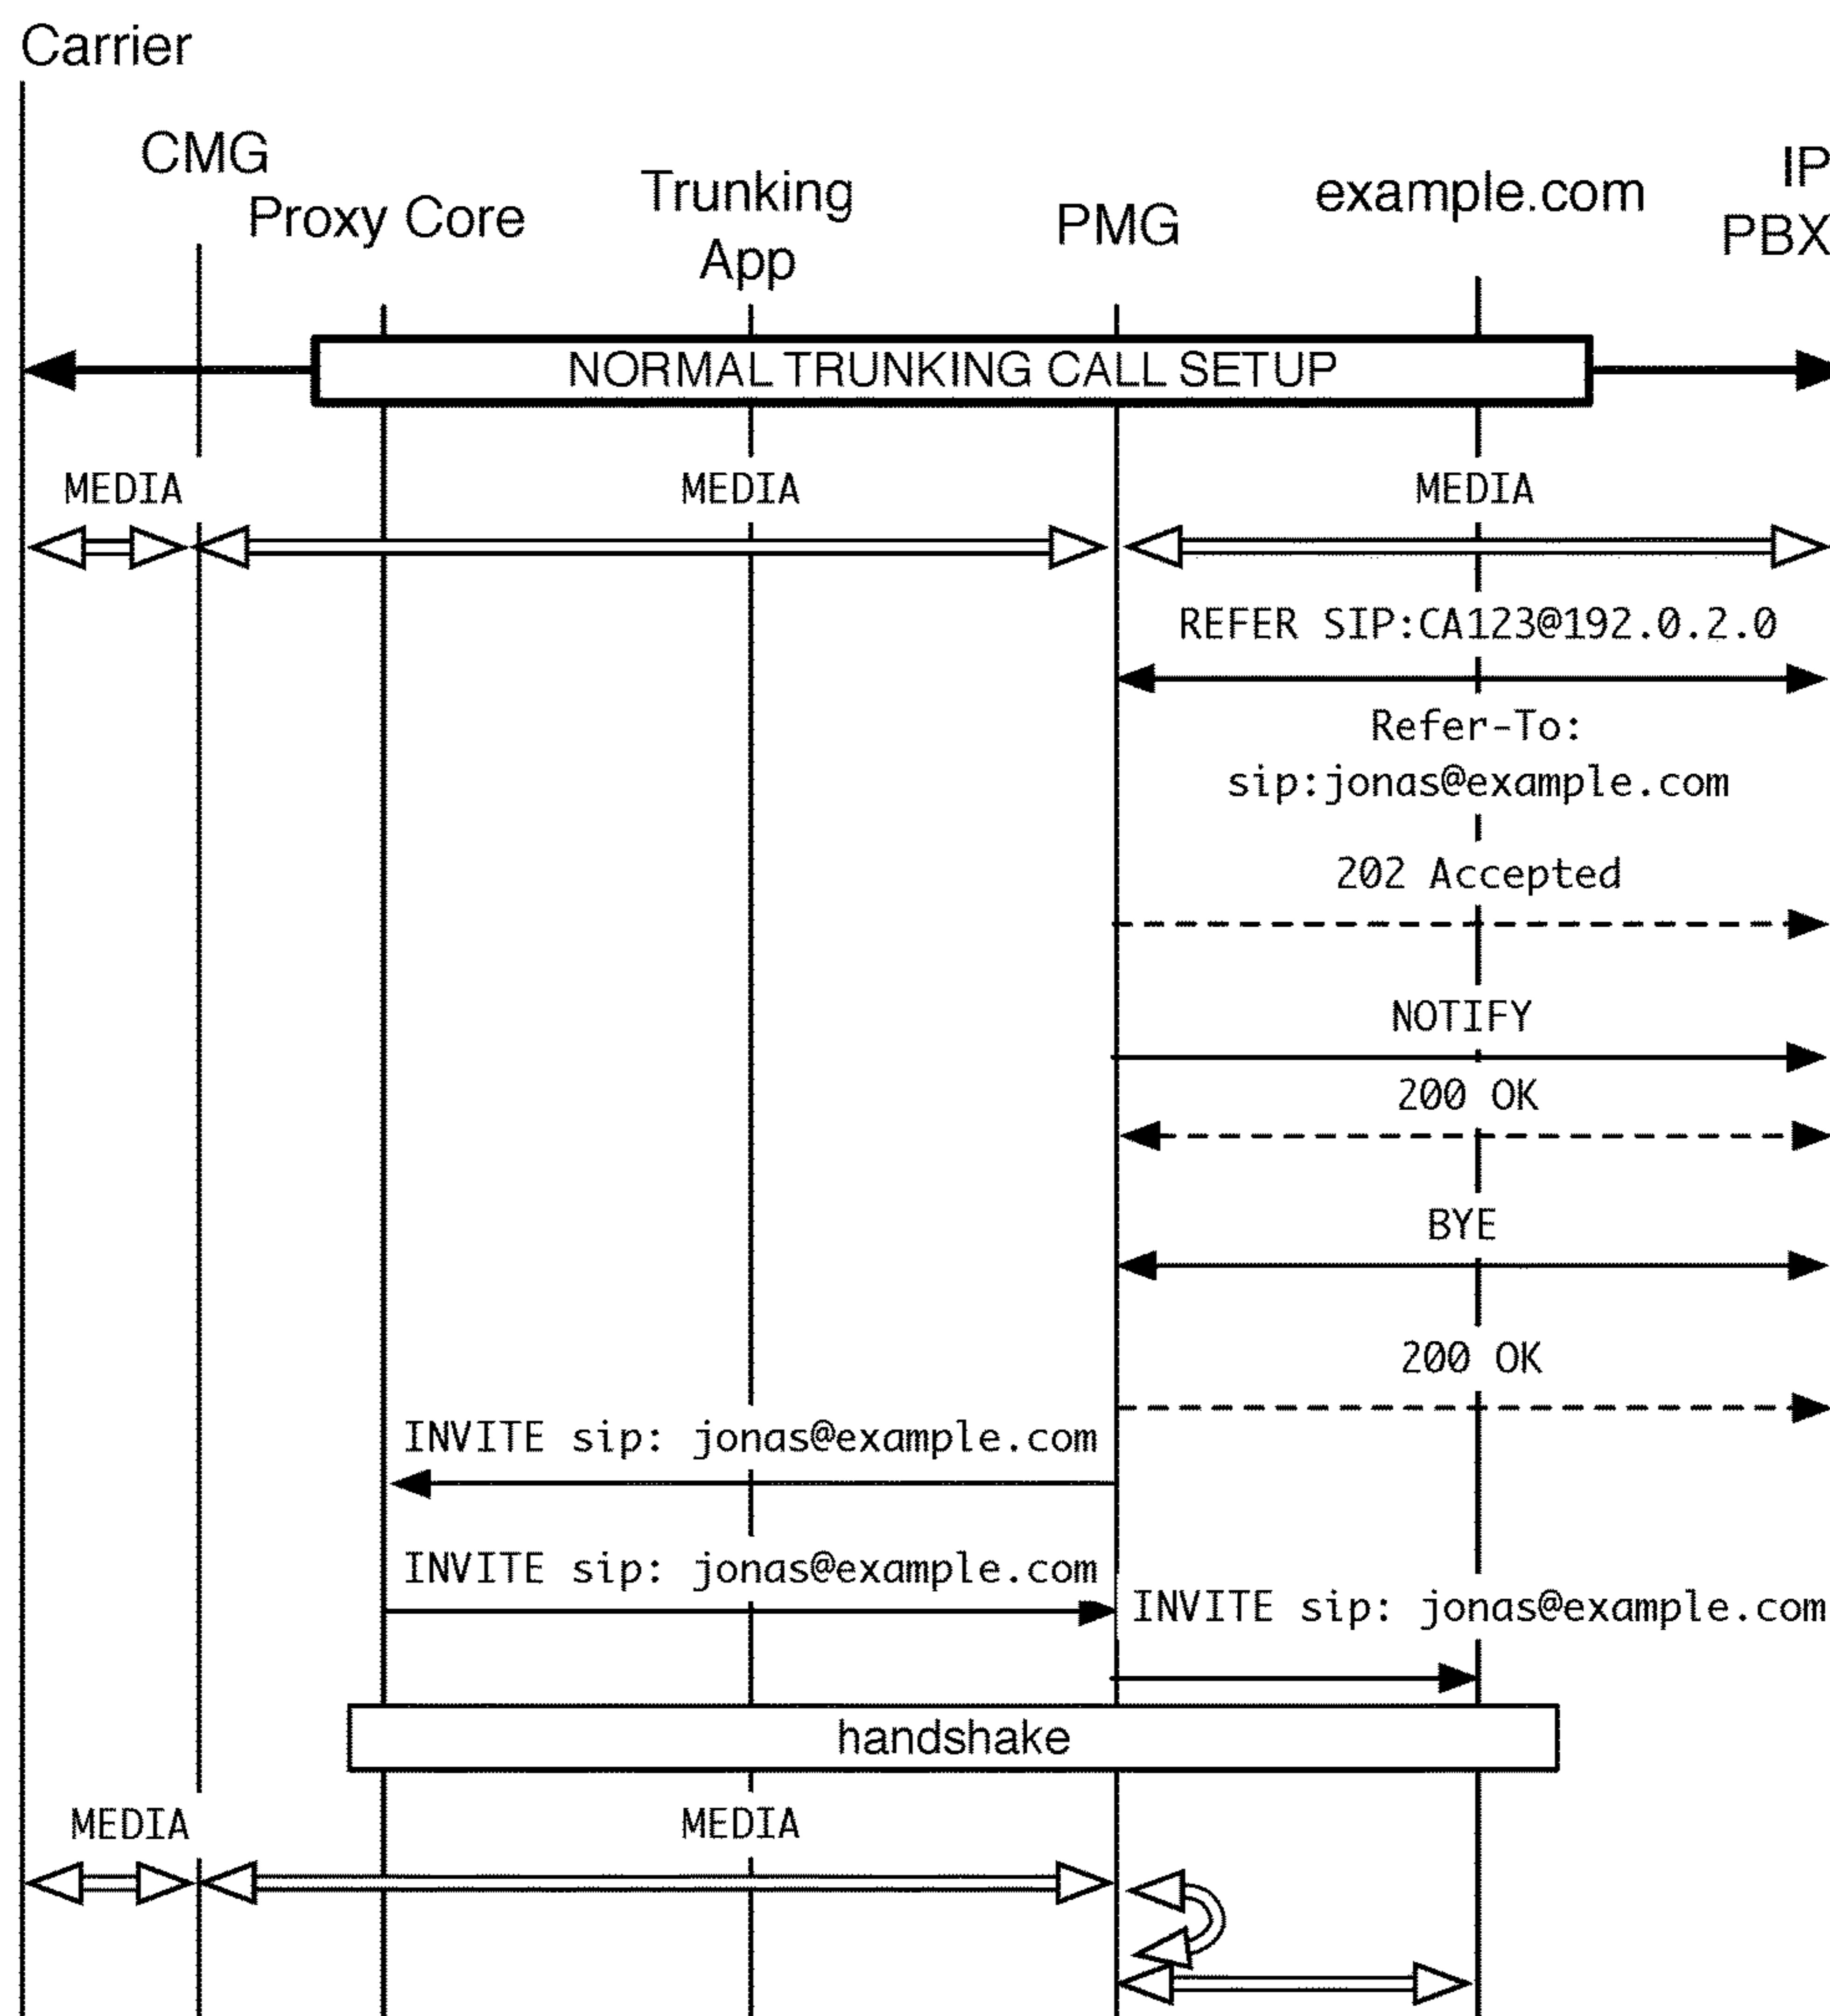 Carrier
CMG
Proxy Core
Trunking
App
PMG
example.com
IP
PBX
NORMAL TRUNKING CALL SETUP
MEDIA
MEDIA
MEDIA
REFER SIP:CA123@192.0.2.0
Refer-To:
sip:jonas@example.com
202 Accepted
NOTIFY
200 OK
BYE
200 OK
INVITE sip: jonas@example.com
INVITE sip: jonas@example.com
INVITE sip: jonas@example.com
handshake
MEDIA
MEDIA